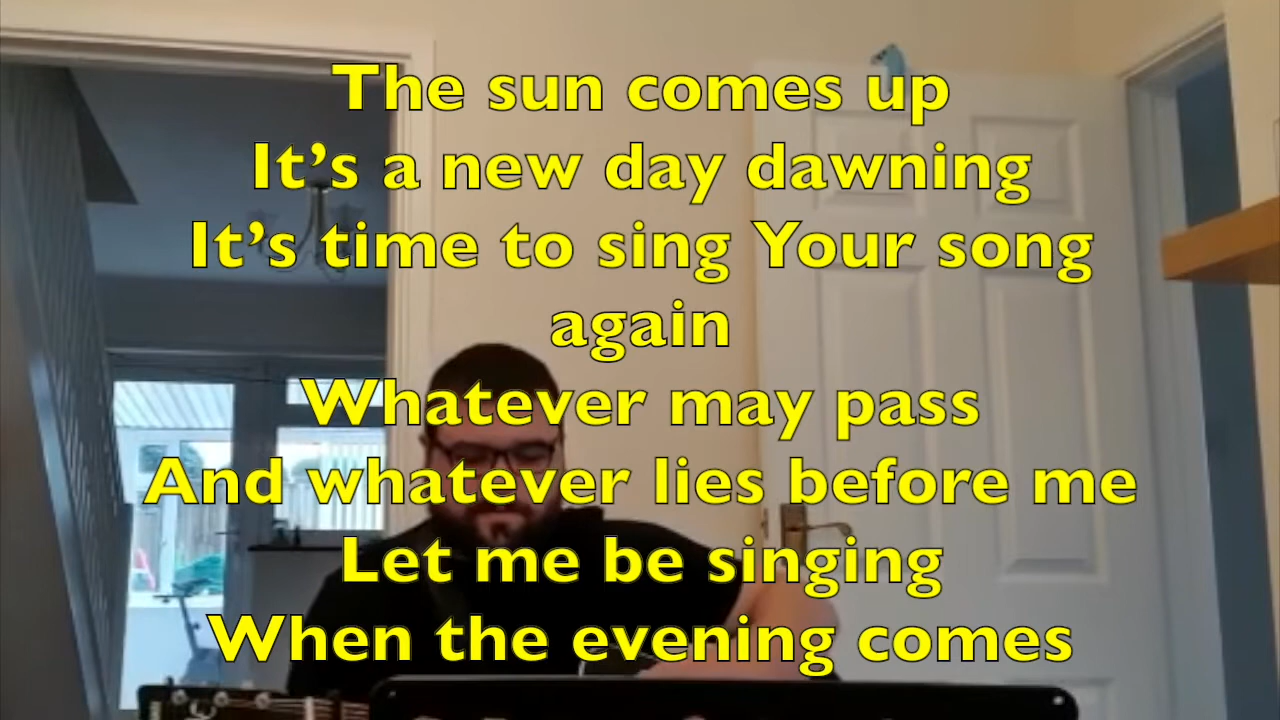 The sun comes up
It’s a new day dawning
It’s time to sing Your song
again
Whatever may pass
And whatever lies before me
Let me be singing
When the evening comes